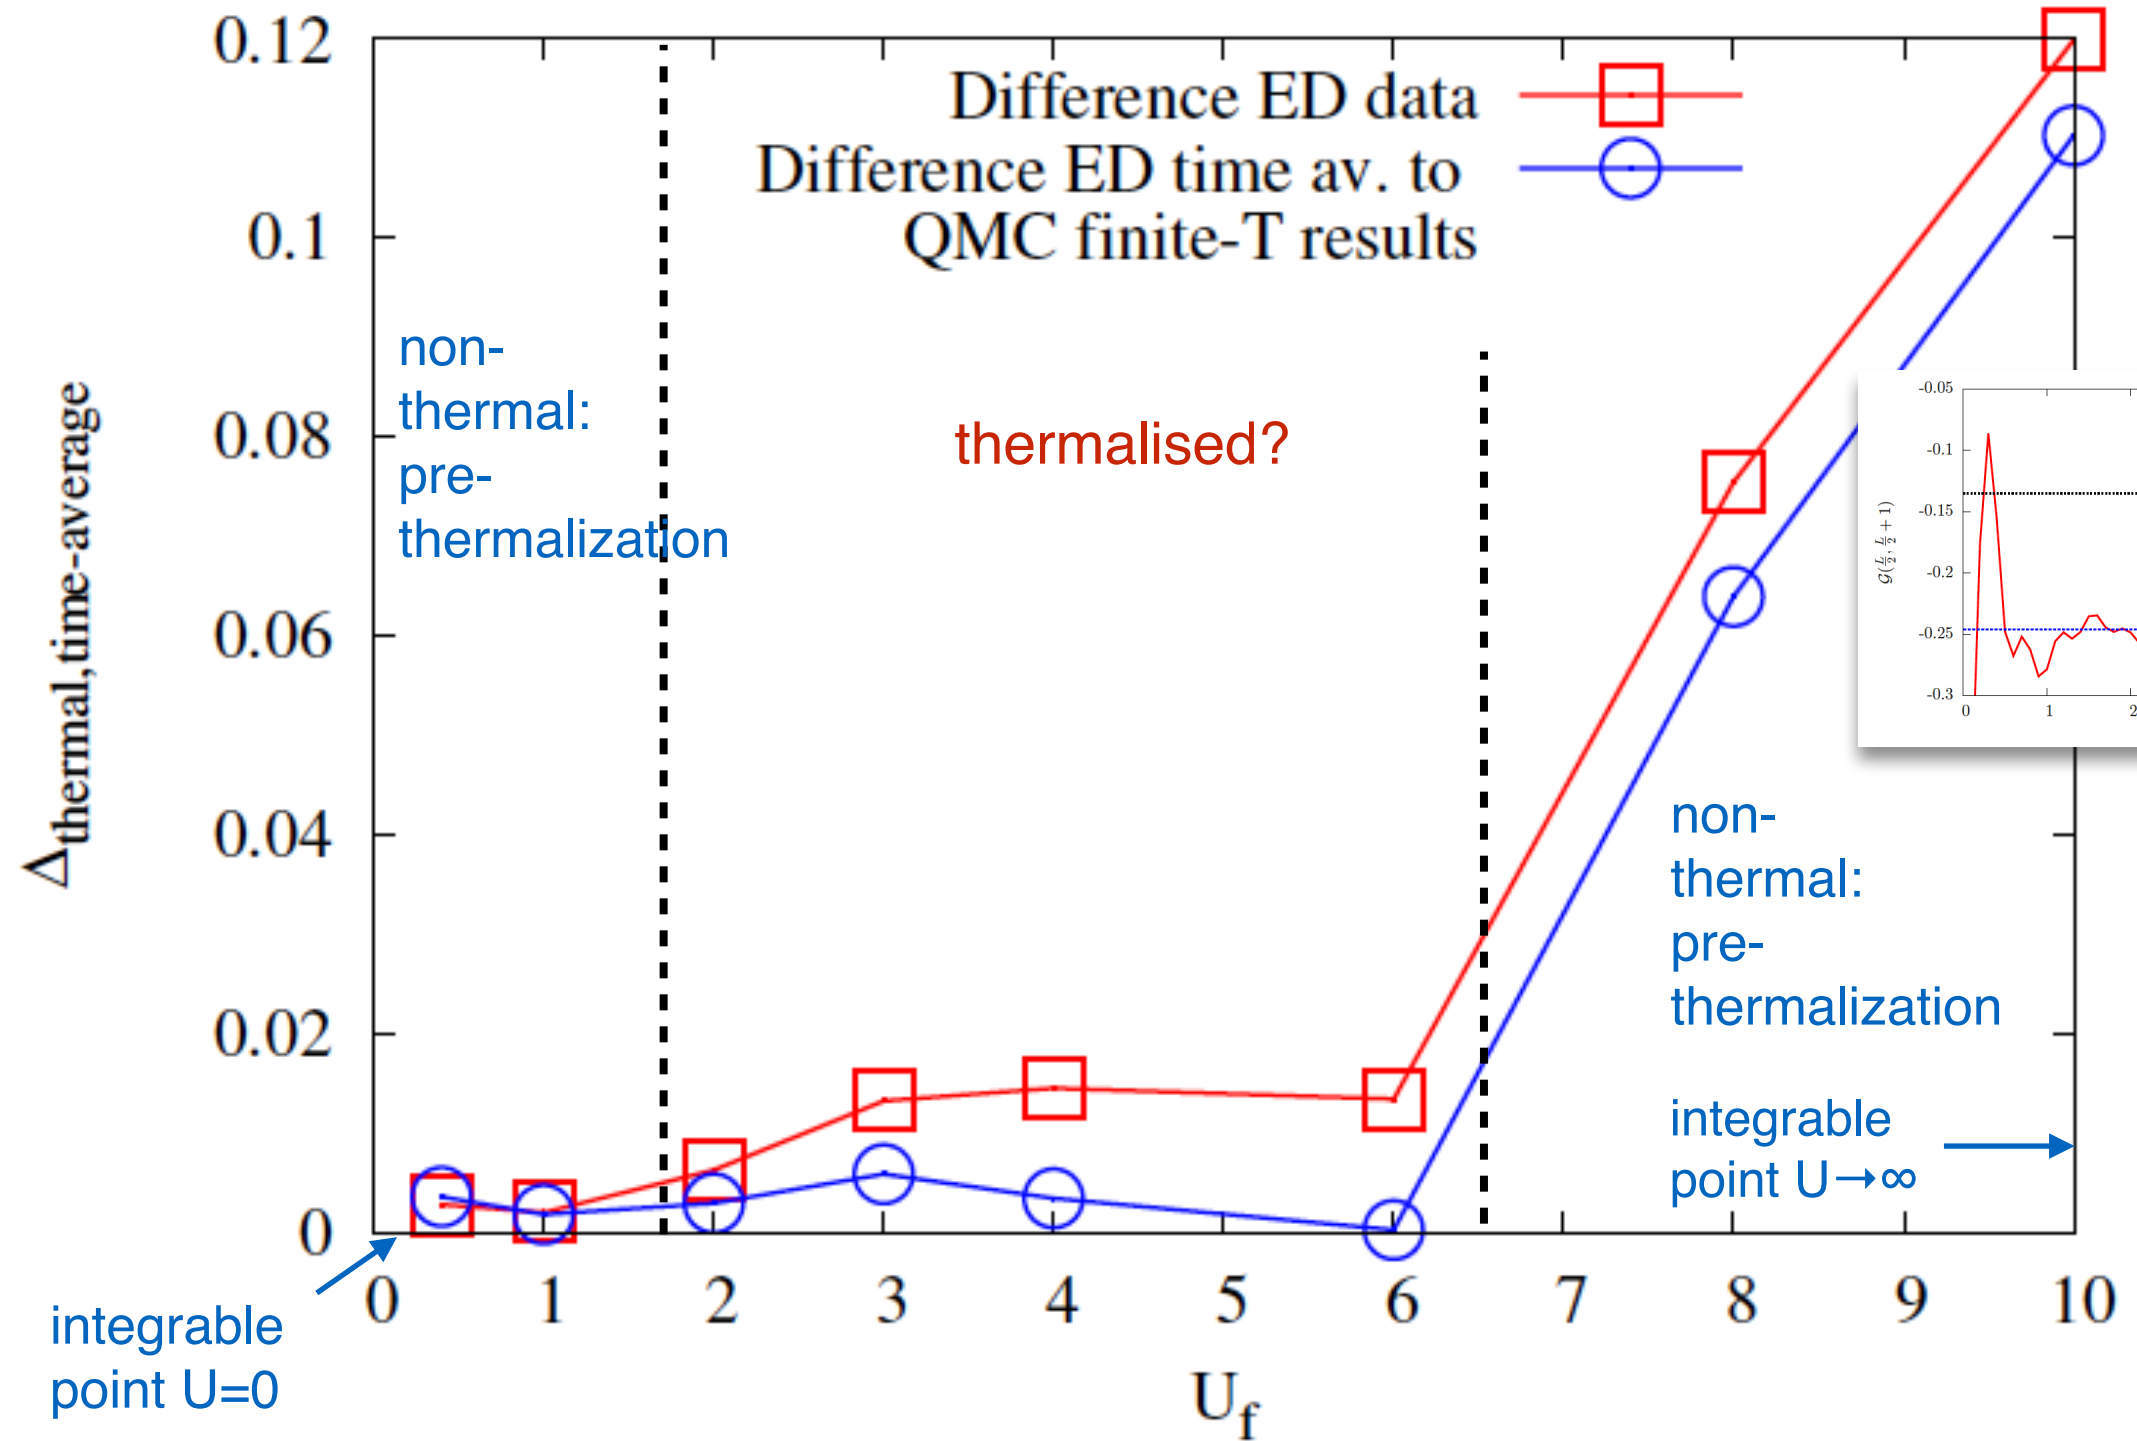 0.12
0.1
0.08
0.06
0.04
0.02
0
Δthermal,time-average
Difference ED data
Difference ED time av. to
QMC finite-T results
non-
thermal:
pre-
thermalization
thermalised?
-0.05
-0.1
-0.15
-0.2
-0.25
-0.3
𝒢(L/2, L/2 + 1)
0 1 2
non-
thermal:
pre-
thermalization
integrable
point U→∞
0 1 2 3 4 5 6 7 8 9 10
Uf
integrable
point U=0